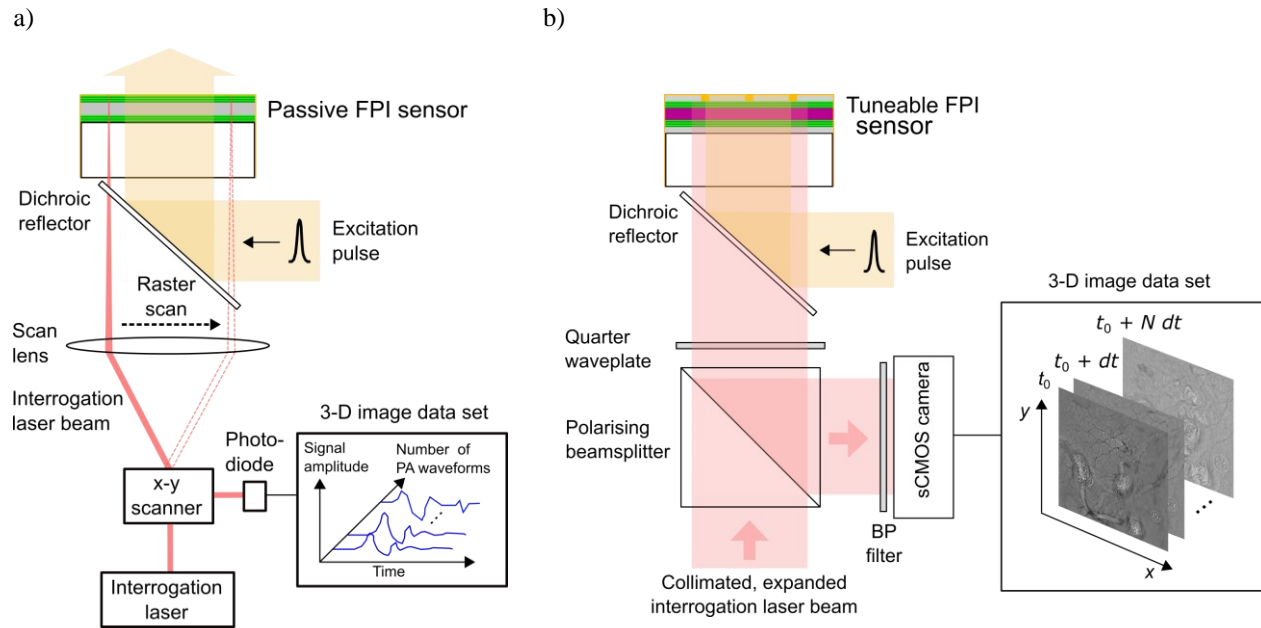 a)
Passive FPI sensor
Dichroic
reflector
Excitation
pulse
Raster
scan
Scan
lens
Interrogation
laser beam
Photo-
diode
x-y
scanner
Interrogation
laser
3-D image data set
Signal
amplitude
Number of
PA waveforms
Time
b)
Tuneable FPI
sensor
Dichroic
reflector
Excitation
pulse
Quarter
waveplate
Polarising
beamsplitter
BP
filter
sCMOS camera
Collimated, expanded
interrogation laser beam
3-D image data set
t₀ + N dt
t₀ + dt
t₀
y
x